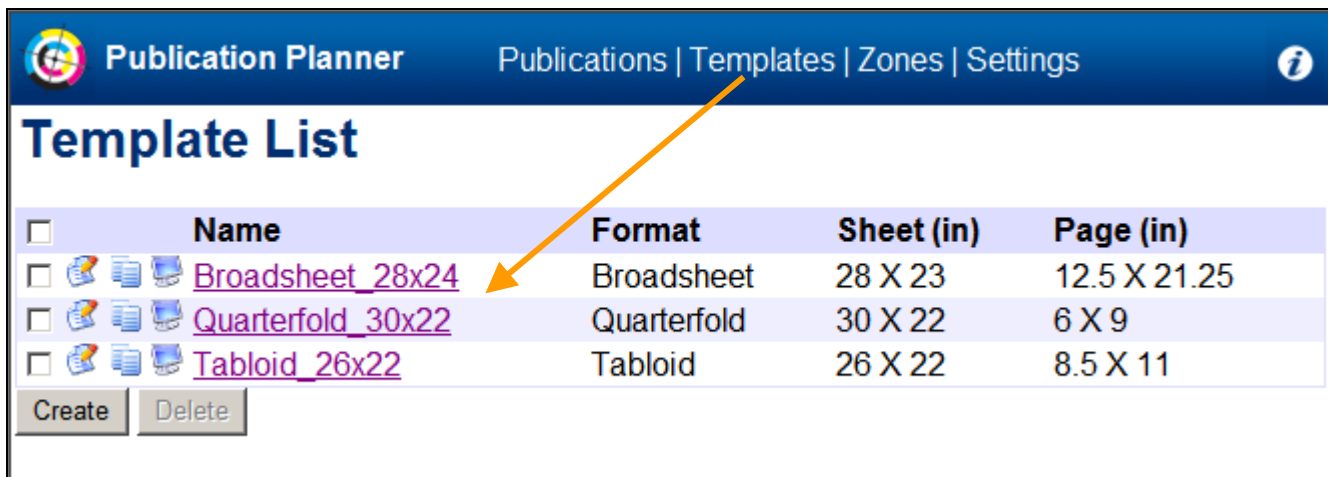 Publication Planner Publications | Templates | Zones | Settings i
Template List
Name Format Sheet (in) Page (in)
Broadsheet_28x24 Broadsheet 28 X 23 12.5 X 21.25
Quarterfold_30x22 Quarterfold 30 X 22 6 X 9
Tabloid_26x22 Tabloid 26 X 22 8.5 X 11
Create Delete